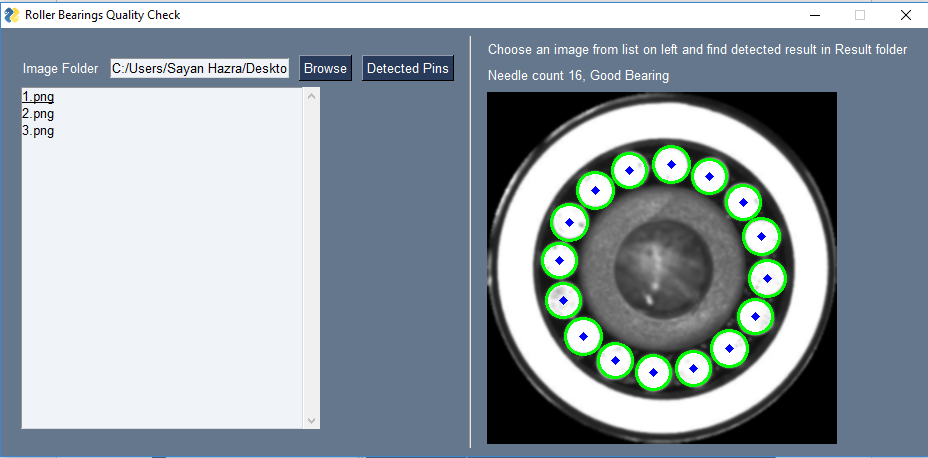 Roller Bearings Quality Check
Image Folder C:/Users/Sayan Hazra/Deskto Browse Detected Pins
1.png
2.png
3.png
Choose an image from list on left and find detected result in Result folder
Needle count 16, Good Bearing